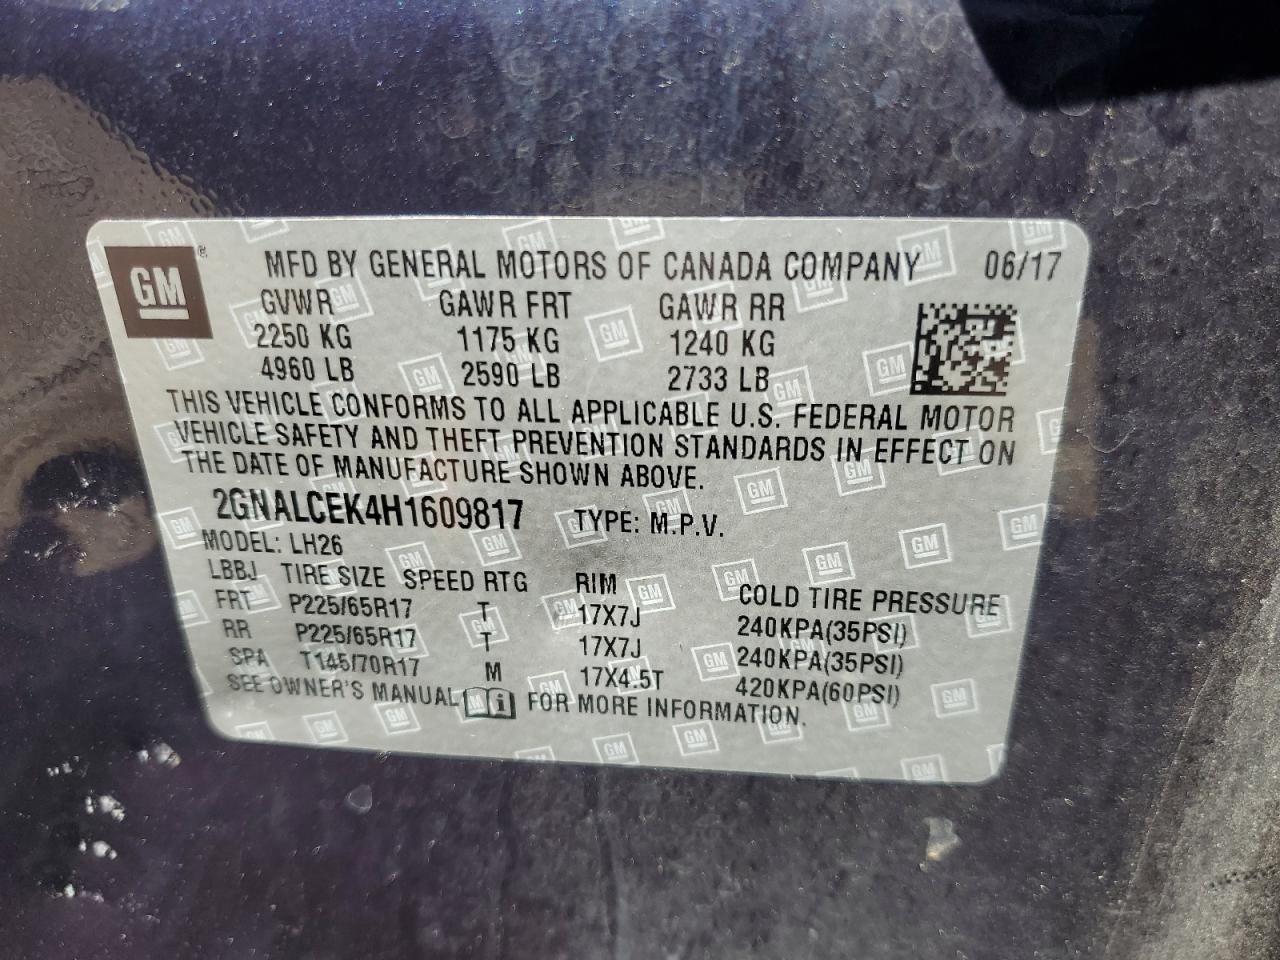 GM® MFD BY GENERAL MOTORS OF CANADA COMPANY 06/17
GVWR GAWR FRT GAWR RR
2250 KG 1175 KG 1240 KG
4960 LB 2590 LB 2733 LB
THIS VEHICLE CONFORMS TO ALL APPLICABLE U.S. FEDERAL MOTOR
VEHICLE SAFETY AND THEFT PREVENTION STANDARDS IN EFFECT ON
THE DATE OF MANUFACTURE SHOWN ABOVE.
2GNALCEK4H1609817 TYPE: M.P.V.
MODEL: LH26
LBBJ TIRE SIZE SPEED RTG RIM COLD TIRE PRESSURE
FRT P225/65R17 T 17X7J 240KPA(35PSI)
RR P225/65R17 T 17X7J 240KPA(35PSI)
SPA T145/70R17 M 17X4.5T 420KPA(60PSI)
SEE OWNER'S MANUAL FOR MORE INFORMATION.